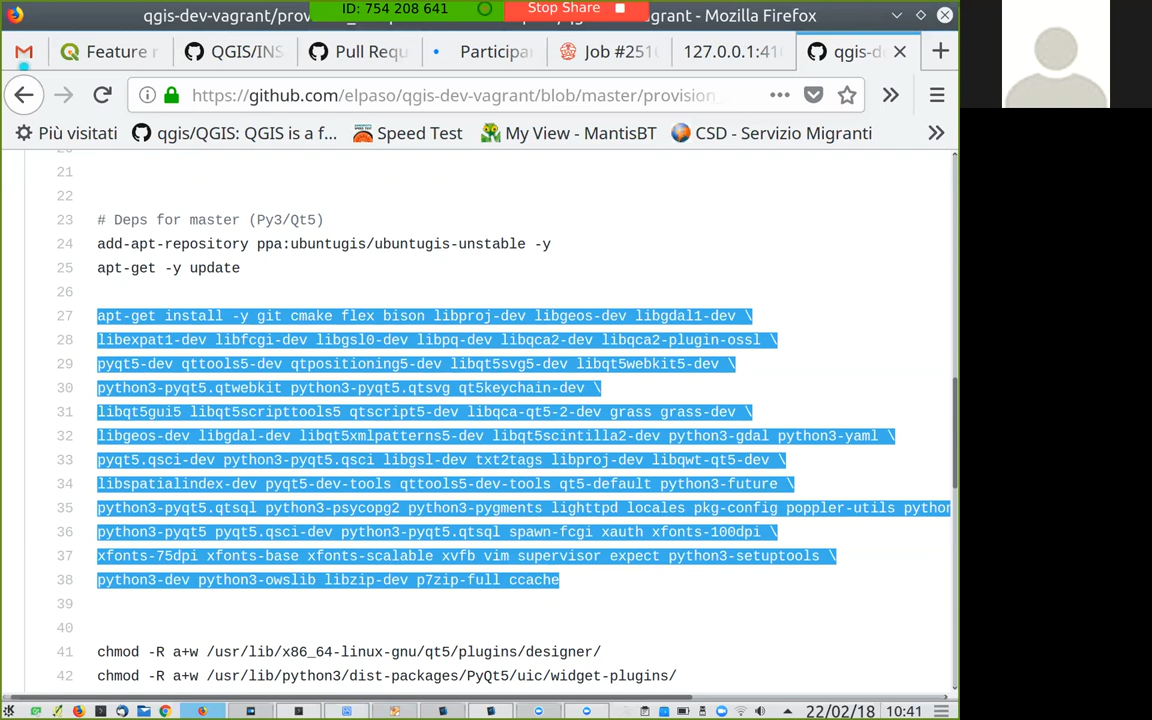 qgis-dev-vagrant/prov
ID: 754 208 641
Stop Share
agrant - Mozilla Firefox
Feature r
QGIS/INS
Pull Requ
Participa
Job #251
127.0.0.1:41
qgis-d
https://github.com/elpaso/qgis-dev-vagrant/blob/master/provision_
Più visitati
qgis/QGIS: QGIS is a f...
Speed Test
My View - MantisBT
CSD - Servizio Migranti
21
22
23 # Deps for master (Py3/Qt5)
24 add-apt-repository ppa:ubuntugis/ubuntugis-unstable -y
25 apt-get -y update
26
27 apt-get install -y git cmake flex bison libproj-dev libgeos-dev libgdal1-dev \
28 libexpat1-dev libfcgi-dev libgsl0-dev libpq-dev libqca2-dev libqca2-plugin-ossl \
29 pyqt5-dev qttools5-dev qtpositioning5-dev libqt5svg5-dev libqt5webkit5-dev \
30 python3-pyqt5.qtwebkit python3-pyqt5.qtsvg qt5keychain-dev \
31 libqt5gui5 libqt5scripttools5 qtscript5-dev libqca-qt5-2-dev grass grass-dev \
32 libgeos-dev libgdal-dev libqt5xmlpatterns5-dev libqt5scintilla2-dev python3-gdal python3-yaml \
33 pyqt5.qsci-dev python3-pyqt5.qsci libgsl-dev txt2tags libproj-dev libqwt-qt5-dev \
34 libspatialindex-dev pyqt5-dev-tools qttools5-dev-tools qt5-default python3-future \
35 python3-pyqt5.qtsql python3-psycopg2 python3-pygments lighttpd locales pkg-config poppler-utils python
36 python3-pyqt5 pyqt5.qsci-dev python3-pyqt5.qtsql spawn-fcgi xauth xfonts-100dpi \
37 xfonts-75dpi xfonts-base xfonts-scalable xvfb vim supervisor expect python3-setuptools \
38 python3-dev python3-owslib libzip-dev p7zip-full ccache
39
40
41 chmod -R a+w /usr/lib/x86_64-linux-gnu/qt5/plugins/designer/
42 chmod -R a+w /usr/lib/python3/dist-packages/PyQt5/uic/widget-plugins/
22/02/18 10:41